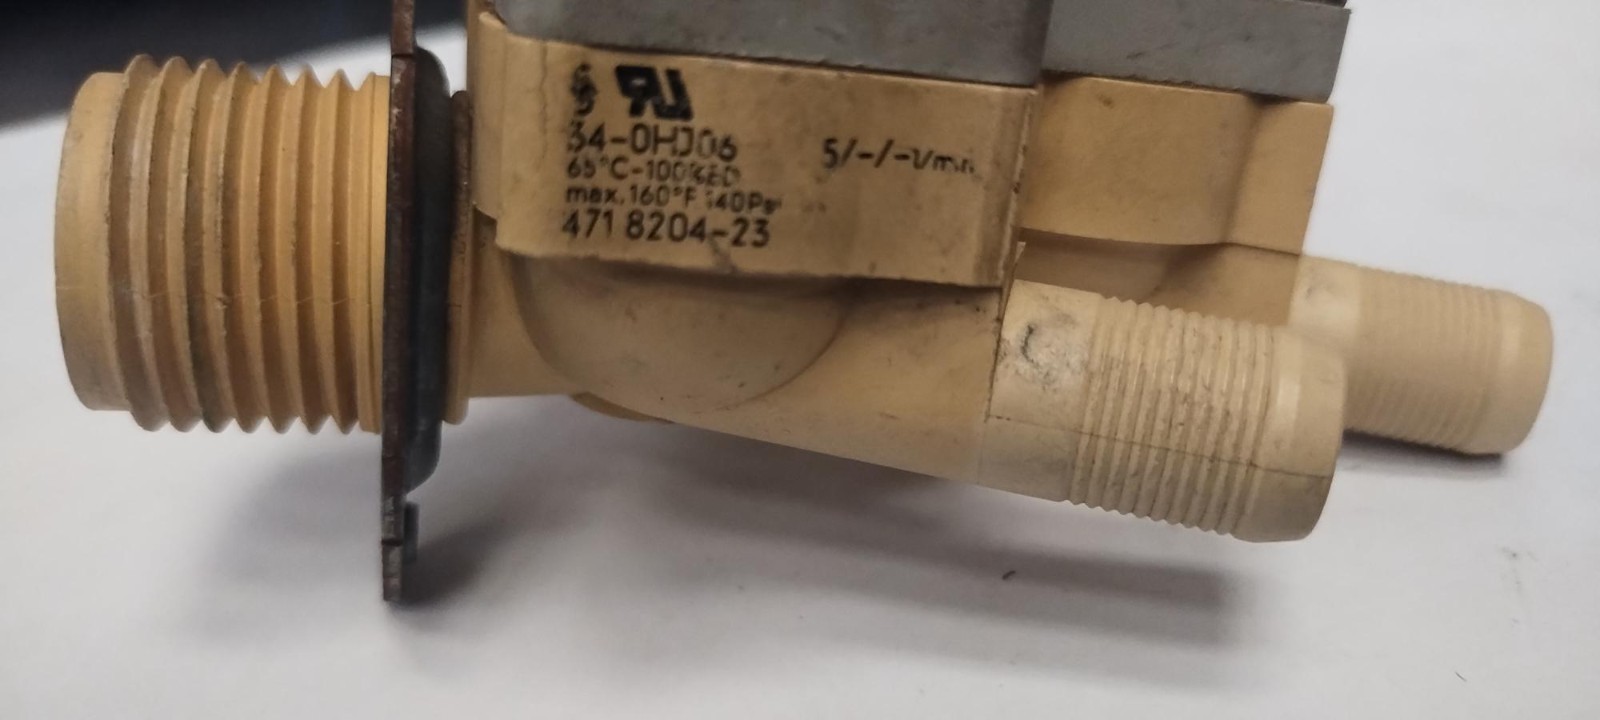 34-0HJ06
5/-/-l/min
65°C-100%ED
max. 160°F 140Psi
471 8204-23